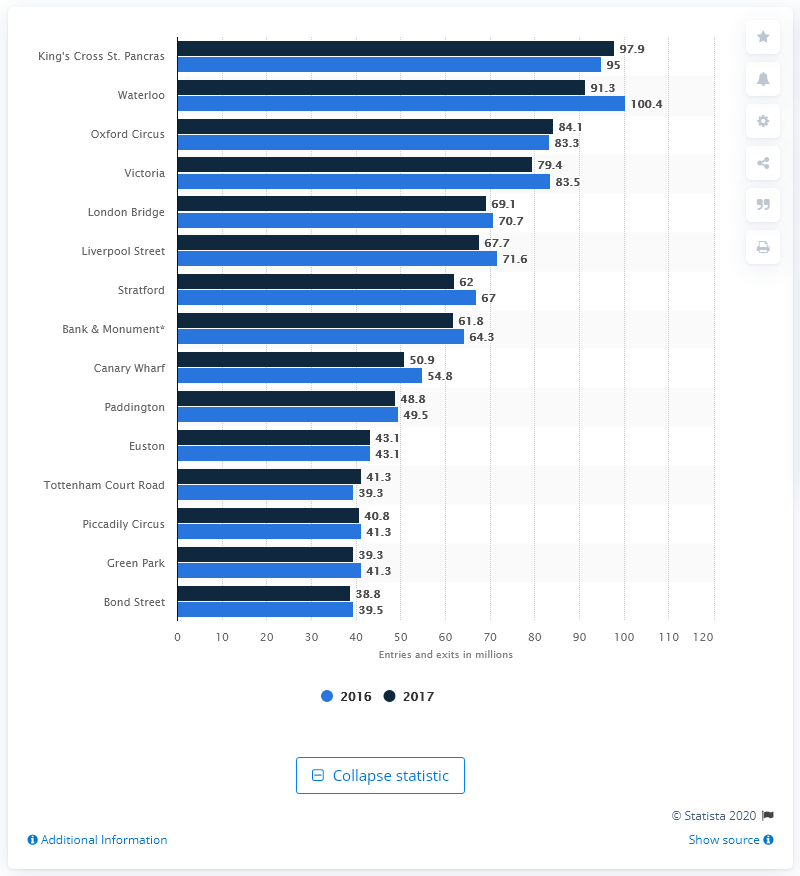 King's Cross St. Pancras 97.9
95
Waterloo 91.3
100.4
Oxford Circus 84.1
83.3
Victoria 79.4
83.5
London Bridge 69.1
70.7
Liverpool Street 67.7
71.6
Stratford 62
67
Bank & Monument* 61.8
64.3
Canary Wharf 50.9
54.8
Paddington 48.8
49.5
Euston 43.1
43.1
Tottenham Court Road 41.3
39.3
Piccadily Circus 40.8
41.3
Green Park 39.3
41.3
Bond Street 38.8
39.5
0 10 20 30 40 50 60 70 80 90 100 110 120
Entries and exits in millions
2016 2017
Collapse statistic
© Statista 2020
Additional Information Show source